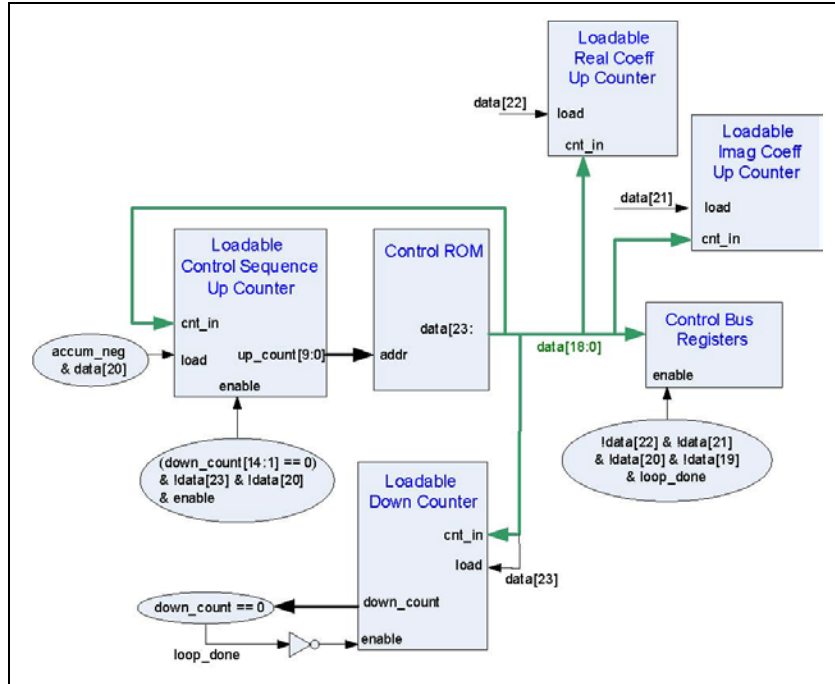 Loadable
Real Coeff
Up Counter
data[22]
load
cnt_in
Loadable
Imag Coeff
Up Counter
data[21]
load
cnt_in
Loadable
Control Sequence
Up Counter
cnt_in
load
up_count[9:0]
enable
accum_neg
& data[20]
Control ROM
data[23:
addr
data[18:0]
Control Bus
Registers
enable
(down_count[14:1] == 0)
& !data[23] & !data[20]
& enable
!data[22] & !data[21]
& !data[20] & !data[19]
& loop_done
Loadable
Down Counter
cnt_in
load
data[23]
down_count
enable
down_count == 0
loop_done